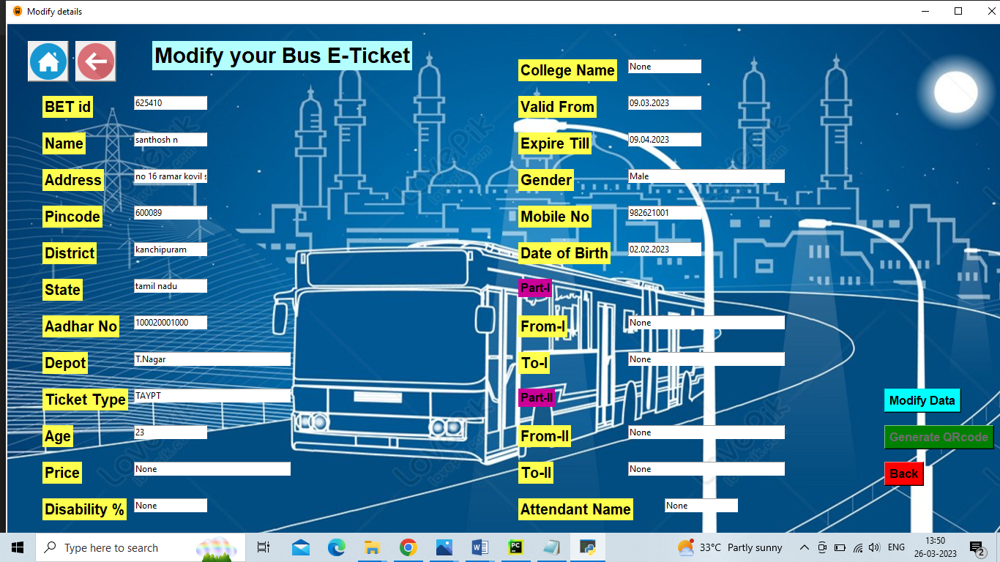 Modify details
Modify your Bus E-Ticket
BET id 625410
Name santhosh n
Address no 16 ramar kovil s
Pincode 600089
District kanchipuram
State tamil nadu
Aadhar No 100020001000
Depot T.Nagar
Ticket Type TAYPT
Age 23
Price None
Disability % None
College Name None
Valid From 09.03.2023
Expire Till 09.04.2023
Gender Male
Mobile No 982621001
Date of Birth 02.02.2023
Part-I
From-I None
To-I None
Part-II
From-II None
To-II None
Attendant Name None
Modify Data
Generate QRcode
Back
LovePik
lovepik.com
Type here to search
W
PC
33°C Partly sunny
ENG
13:50
26-03-2023
2